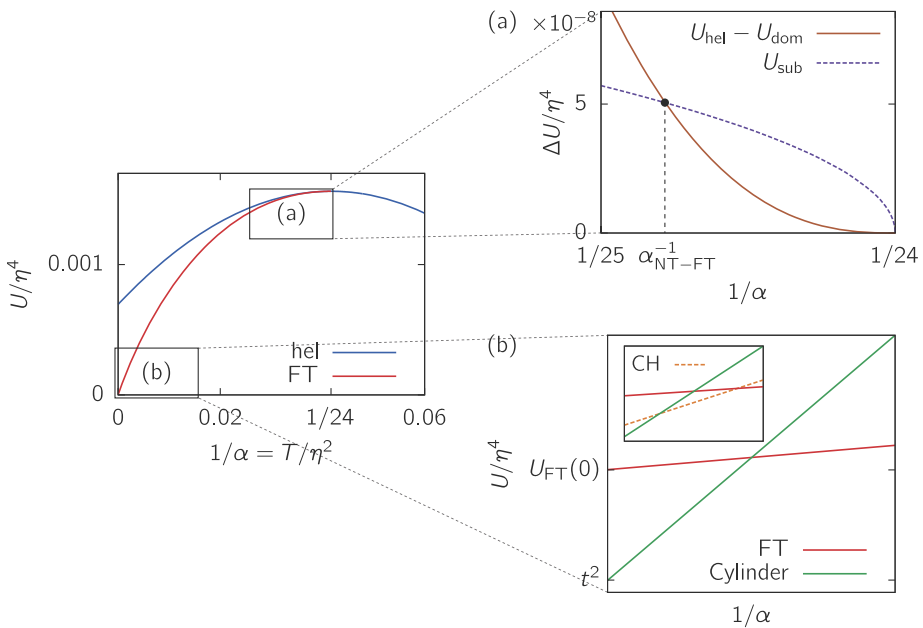 (a)
×10⁻⁸
U_hel − U_dom
U_sub
5
ΔU/η⁴
0
1/25
α⁻¹_NT−FT
1/24
1/α
(a)
0.001
U/η⁴
hel
FT
(b)
0
0
0.02
1/24
0.06
1/α = T/η²
(b)
CH
U/η⁴
U_FT(0)
FT
Cylinder
t²
1/α